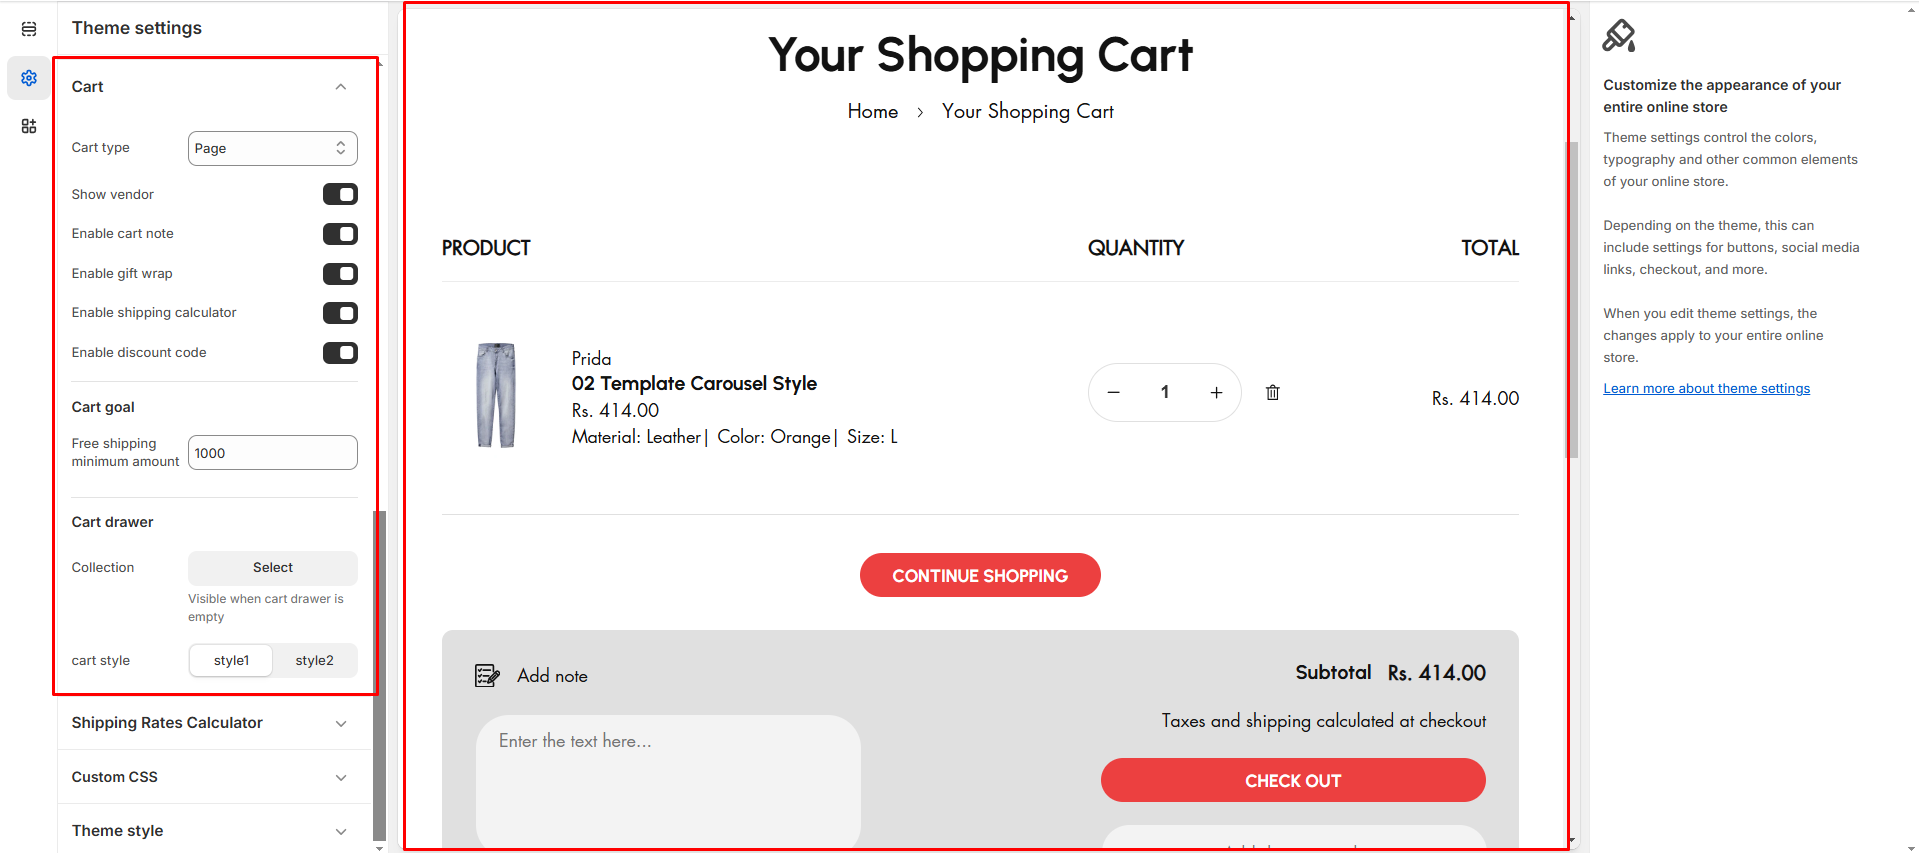 Theme settings
Cart
Cart type
Page
Show vendor
Enable cart note
Enable gift wrap
Enable shipping calculator
Enable discount code
Cart goal
Free shipping
minimum amount
1000
Cart drawer
Collection
Select
Visible when cart drawer is
empty
cart style
style1
style2
Shipping Rates Calculator
Custom CSS
Theme style
Your Shopping Cart
Home > Your Shopping Cart
PRODUCT
QUANTITY
TOTAL
Prida
02 Template Carousel Style
Rs. 414.00
Material: Leather| Color: Orange| Size: L
− 1 +
Rs. 414.00
CONTINUE SHOPPING
Add note
Enter the text here...
Subtotal Rs. 414.00
Taxes and shipping calculated at checkout
CHECK OUT
Customize the appearance of your
entire online store
Theme settings control the colors,
typography and other common elements
of your online store.
Depending on the theme, this can
include settings for buttons, social media
links, checkout, and more.
When you edit theme settings, the
changes apply to your entire online
store.
Learn more about theme settings